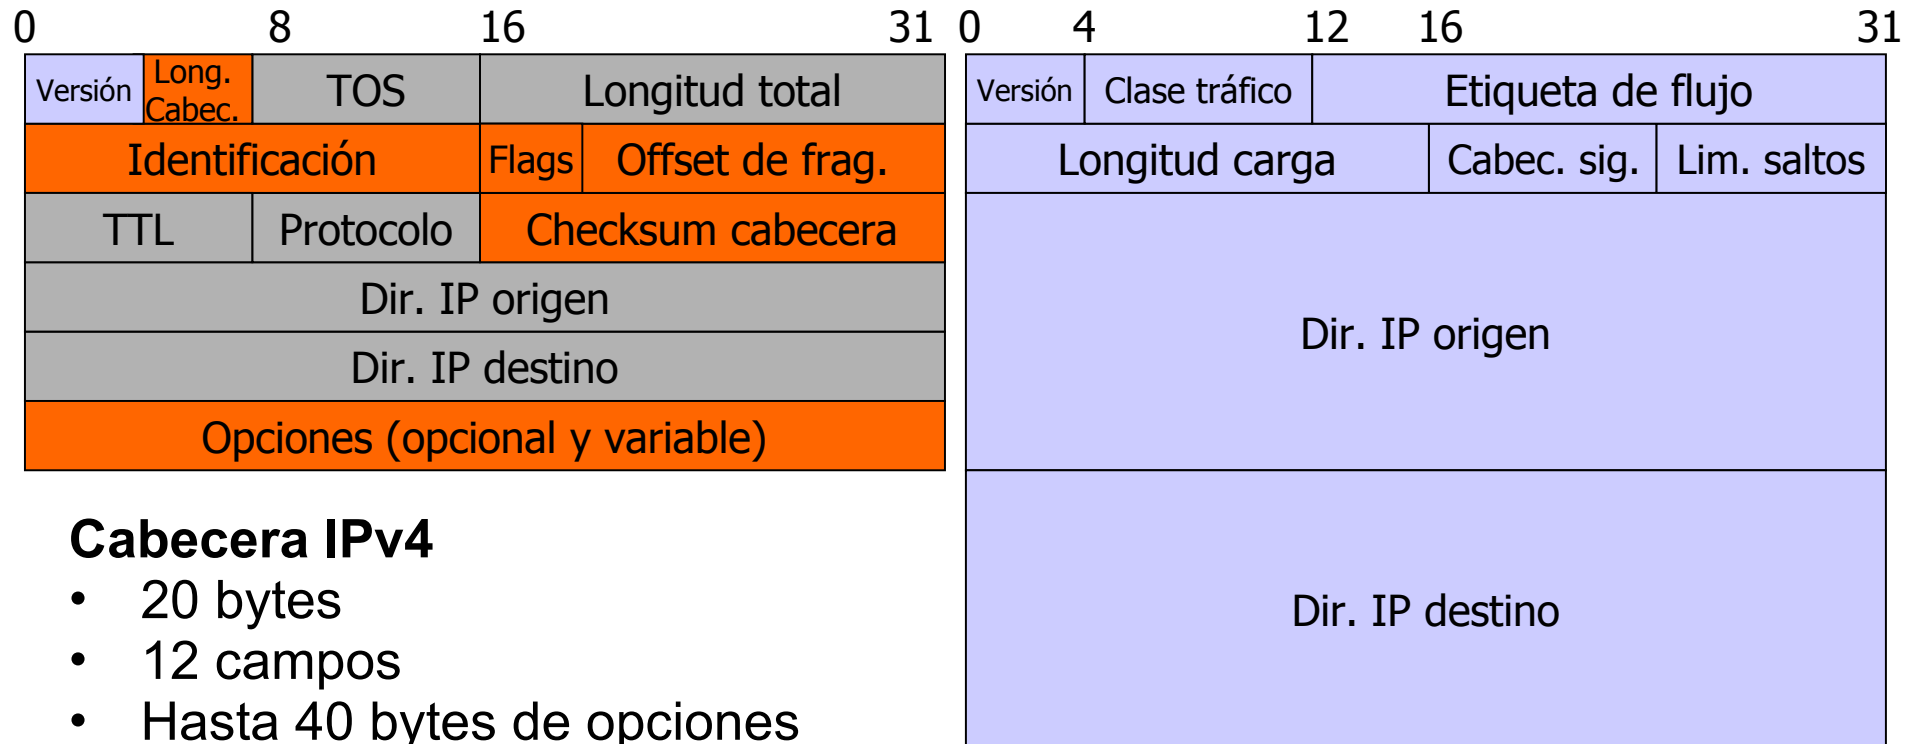 0 8 16 31
Versión Long. Cabec. TOS Longitud total
Identificación Flags Offset de frag.
TTL Protocolo Checksum cabecera
Dir. IP origen
Dir. IP destino
Opciones (opcional y variable)
Cabecera IPv4
• 20 bytes
• 12 campos
• Hasta 40 bytes de opciones
0 4 12 16 31
Versión Clase tráfico Etiqueta de flujo
Longitud carga Cabec. sig. Lim. saltos
Dir. IP origen
Dir. IP destino